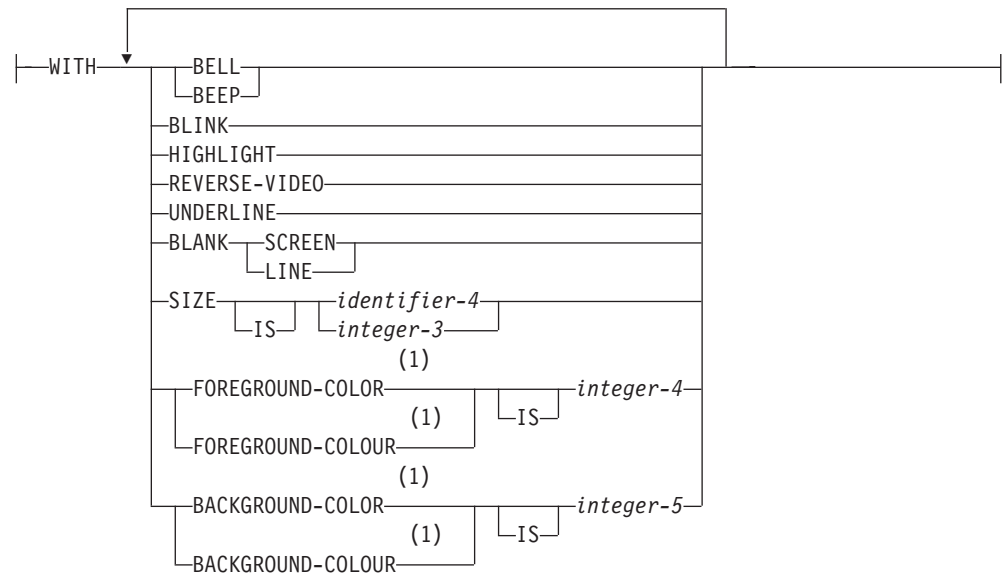 WITH BELL
BEEP
BLINK
HIGHLIGHT
REVERSE-VIDEO
UNDERLINE
BLANK SCREEN
LINE
SIZE identifier-4
IS integer-3
(1)
FOREGROUND-COLOR integer-4
(1) IS
FOREGROUND-COLOUR
(1)
BACKGROUND-COLOR integer-5
(1) IS
BACKGROUND-COLOUR